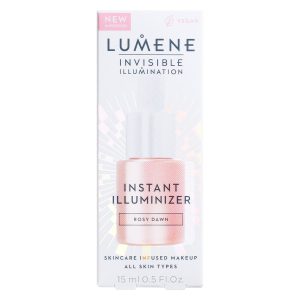 NEW
VEGAN
LUMENE
INVISIBLE
ILLUMINATION
INSTANT
ILLUMINIZER
ROSY DAWN
SKINCARE INFUSED MAKEUP
ALL SKIN TYPES
15 ml 0.5 Fl.Oz.